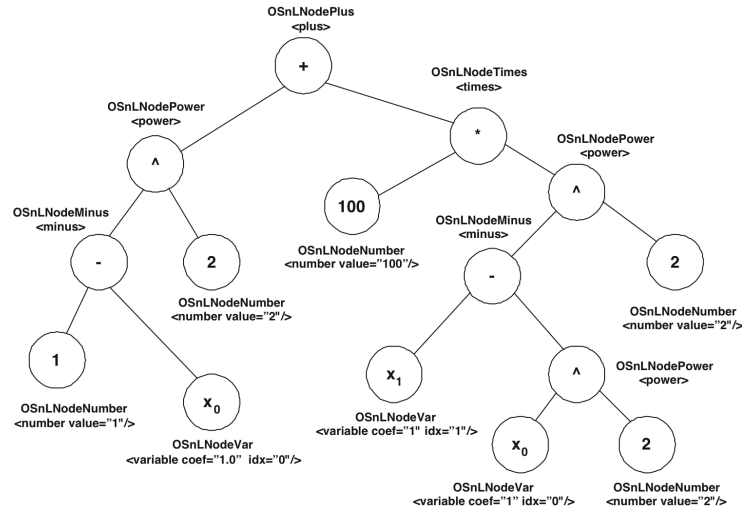 OSnLNodePlus
<plus>
+
OSnLNodeTimes
<times>
*
OSnLNodePower
<power>
^
OSnLNodePower
<power>
^
100
OSnLNodeNumber
<number value="100"/>
OSnLNodeMinus
<minus>
-
2
OSnLNodeNumber
<number value="2"/>
OSnLNodeMinus
<minus>
-
2
OSnLNodeNumber
<number value="2"/>
1
OSnLNodeNumber
<number value="1"/>
x0
OSnLNodeVar
<variable coef="1.0" idx="0"/>
x1
OSnLNodeVar
<variable coef="1" idx="1"/>
^
OSnLNodePower
<power>
x0
OSnLNodeVar
<variable coef="1" idx="0"/>
2
OSnLNodeNumber
<number value="2"/>